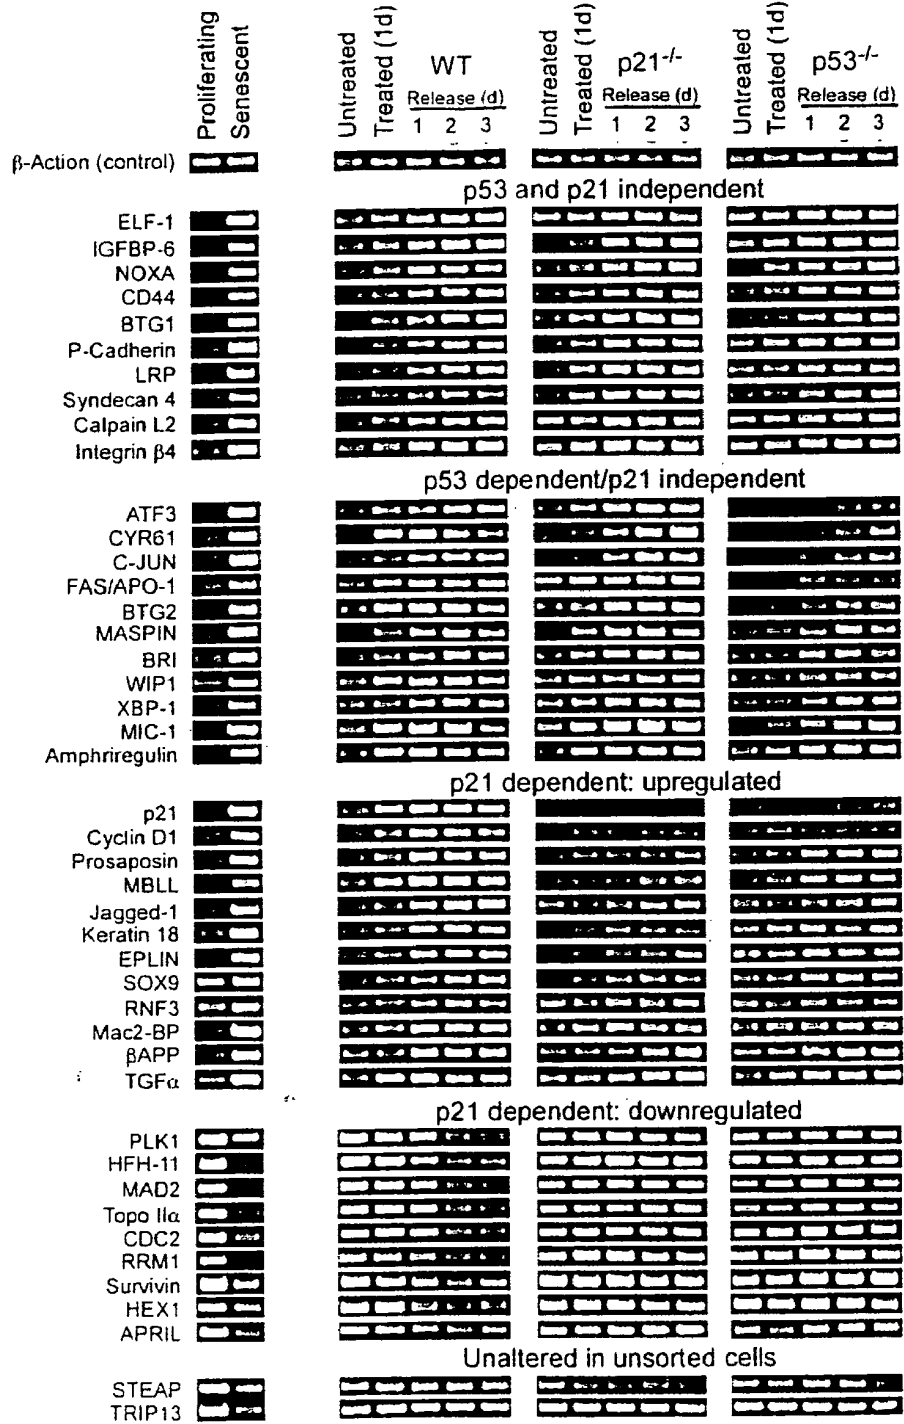 Proliferating
Senescent
Untreated
Treated (1d)
WT
Release (d)
1 2 3
Untreated
Treated (1d)
p21-/-
Release (d)
1 2 3
Untreated
Treated (1d)
p53-/-
Release (d)
1 2 3
β-Action (control)
p53 and p21 independent
ELF-1
IGFBP-6
NOXA
CD44
BTG1
P-Cadherin
LRP
Syndecan 4
Calpain L2
Integrin β4
p53 dependent/p21 independent
ATF3
CYR61
C-JUN
FAS/APO-1
BTG2
MASPIN
BRI
WIP1
XBP-1
MIC-1
Amphriregulin
p21 dependent: upregulated
p21
Cyclin D1
Prosaposin
MBLL
Jagged-1
Keratin 18
EPLIN
SOX9
RNF3
Mac2-BP
βAPP
TGFα
p21 dependent: downregulated
PLK1
HFH-11
MAD2
Topo IIα
CDC2
RRM1
Survivin
HEX1
APRIL
Unaltered in unsorted cells
STEAP
TRIP13